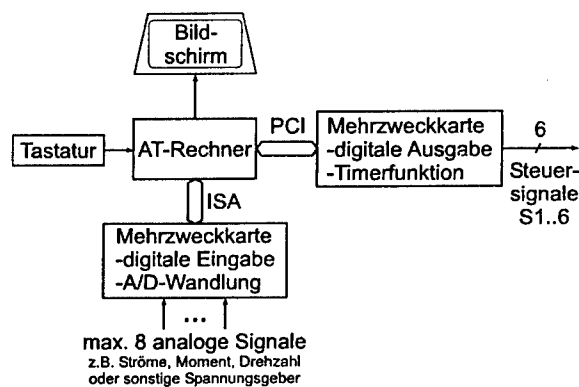 Bild-
schirm
Tastatur
AT-Rechner
PCI
Mehrzweckkarte
-digitale Ausgabe
-Timerfunktion
6
Steuer-
signale
S1..6
ISA
Mehrzweckkarte
-digitale Eingabe
-A/D-Wandlung
...
max. 8 analoge Signale
z.B. Ströme, Moment, Drehzahl
oder sonstige Spannungsgeber